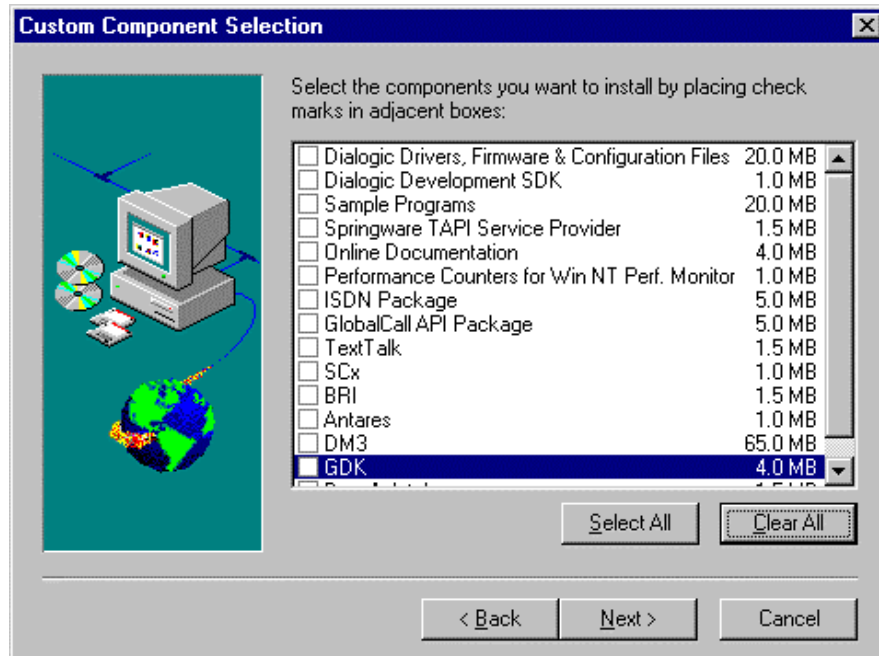 Custom Component Selection
Select the components you want to install by placing check
marks in adjacent boxes:
Dialogic Drivers, Firmware & Configuration Files 20.0 MB
Dialogic Development SDK 1.0 MB
Sample Programs 20.0 MB
Springware TAPI Service Provider 1.5 MB
Online Documentation 4.0 MB
Performance Counters for Win NT Perf. Monitor 1.0 MB
ISDN Package 5.0 MB
GlobalCall API Package 5.0 MB
TextTalk 1.5 MB
SCx 1.0 MB
BRI 1.5 MB
Antares 1.0 MB
DM3 65.0 MB
GDK 4.0 MB
Select All Clear All
< Back Next > Cancel